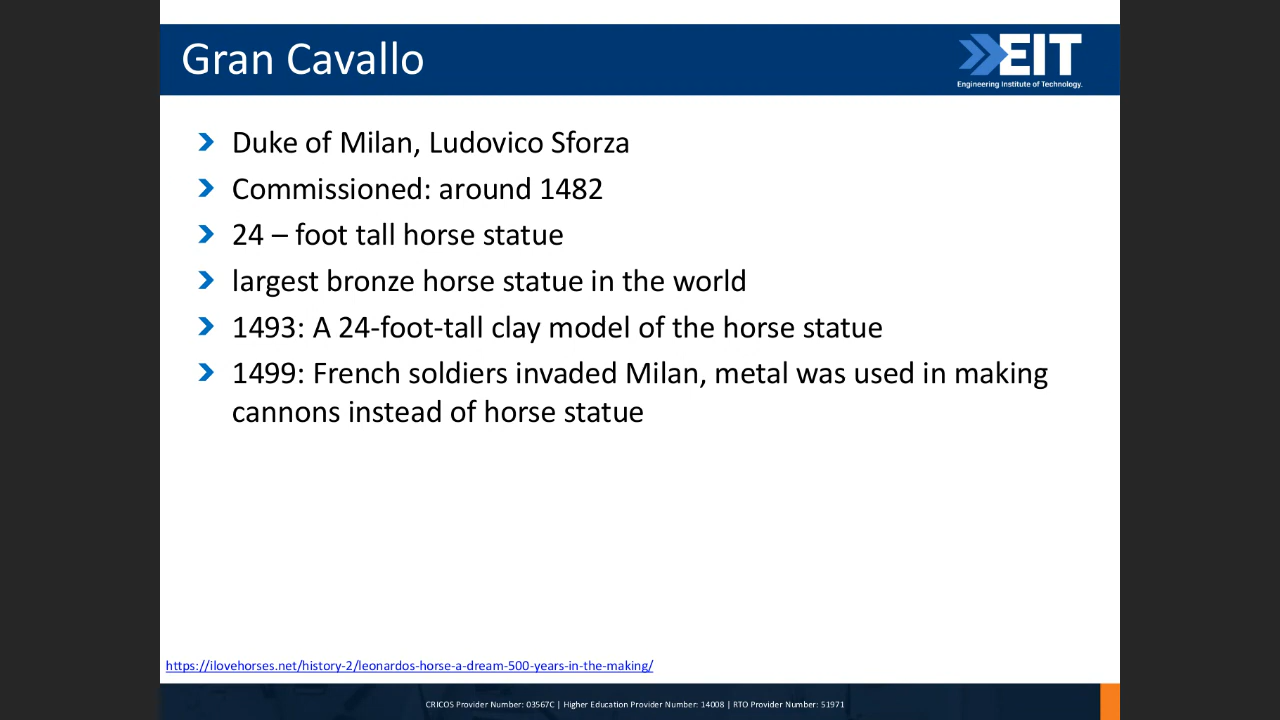 Gran Cavallo
EIT
Engineering Institute of Technology.
Duke of Milan, Ludovico Sforza
Commissioned: around 1482
24 – foot tall horse statue
largest bronze horse statue in the world
1493: A 24-foot-tall clay model of the horse statue
1499: French soldiers invaded Milan, metal was used in making
cannons instead of horse statue
https://ilovehorses.net/history-2/leonardos-horse-a-dream-500-years-in-the-making/
CRICOS Provider Number: 03567C | Higher Education Provider Number: 14008 | RTO Provider Number: 51971